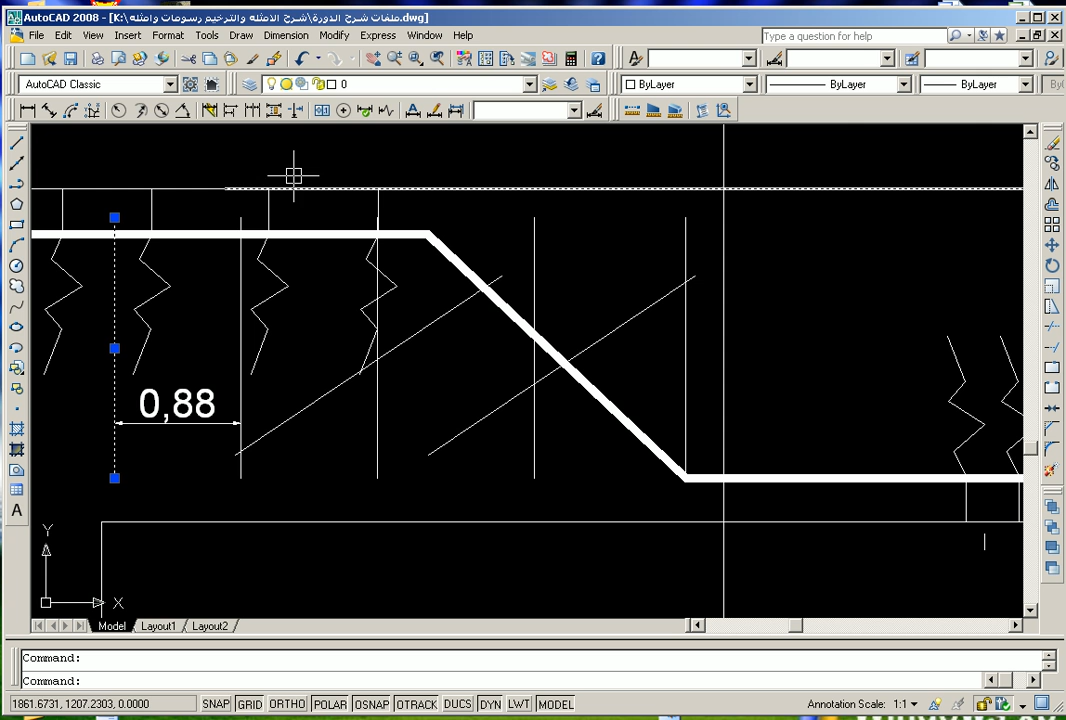 AutoCAD 2008 - [K:\ملفات شرح الدورة\شرح الامثله والترخيم رسومات وامثله.dwg]
File Edit View Insert Format Tools Draw Dimension Modify Express Window Help
Type a question for help
AutoCAD Classic
0
ByLayer
ByLayer
ByLayer
0,88
A
Y
X
Model Layout1 Layout2
Command:
Command:
1861.6731, 1207.2303, 0.0000
SNAP GRID ORTHO POLAR OSNAP OTRACK DUCS DYN LWT MODEL
Annotation Scale: 1:1